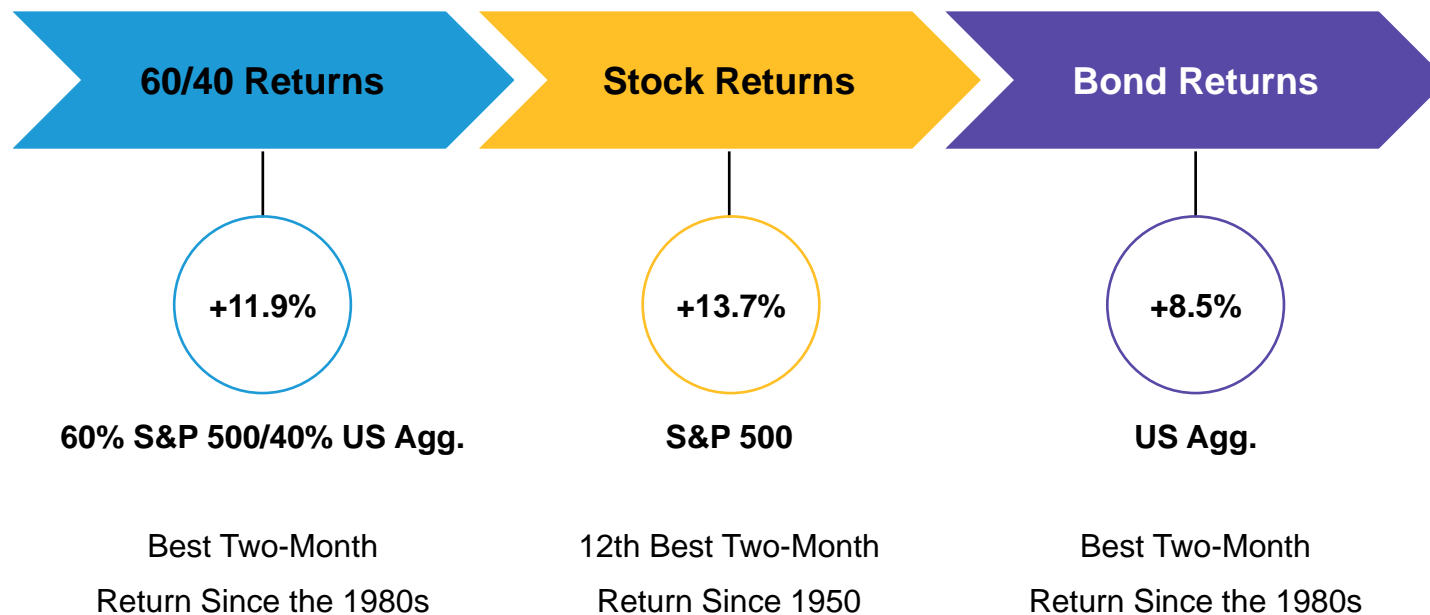 60/40 Returns
Stock Returns
Bond Returns
+11.9%
+13.7%
+8.5%
60% S&P 500/40% US Agg.
S&P 500
US Agg.
Best Two-Month
Return Since the 1980s
12th Best Two-Month
Return Since 1950
Best Two-Month
Return Since the 1980s